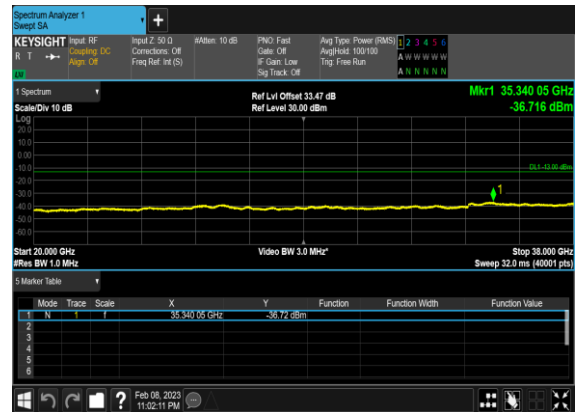 Spectrum Analyzer 1
Swept SA
+
KEYSIGHT Input: RF Input Z: 50 Ω #Atten: 10 dB PNO: Fast Avg Type: Power (RMS) 1 2 3 4 5 6
R T Coupling: DC Corrections: Off Gate: Off Avg|Hold: 100/100 A W W W W W
Align: Off Freq Ref: Int (S) IF Gain: Low Trig: Free Run
Sig Track: Off A N N N N N
1 Spectrum
Scale/Div 10 dB
Ref Lvl Offset 33.47 dB
Ref Level 30.00 dBm
Mkr1 35.340 05 GHz
-36.716 dBm
Log
20.0
10.0
0.00
-10.0
DL1 -13.00 dBm
-20.0
-30.0
1
-40.0
-50.0
-60.0
Start 20.000 GHz Video BW 3.0 MHz* Stop 38.000 GHz
#Res BW 1.0 MHz Sweep 32.0 ms (40001 pts)
5 Marker Table
Mode Trace Scale X Y Function Function Width Function Value
1 N 1 f 35.340 05 GHz -36.72 dBm
2
3
4
5
6
? Feb 08, 2023
11:02:11 PM